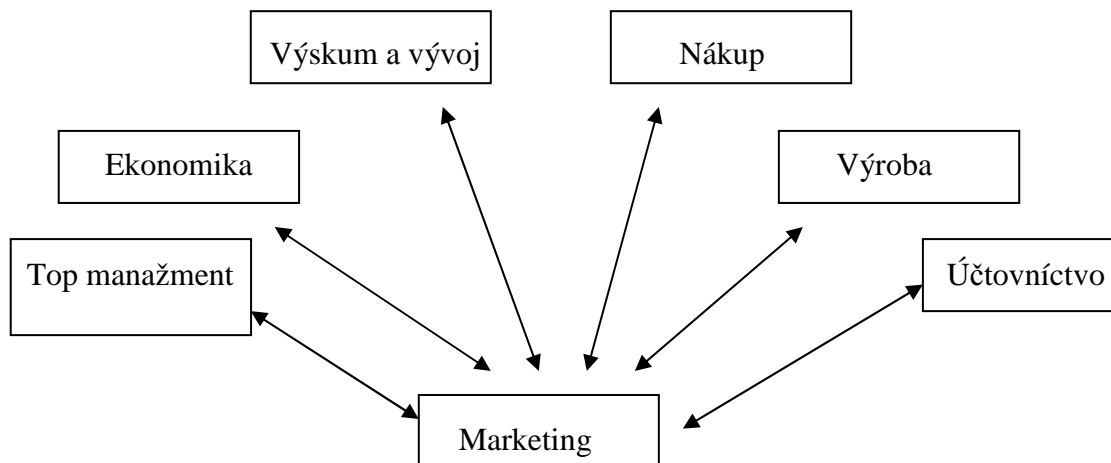 Výskum a vývoj
Nákup
Ekonomika
Výroba
Top manažment
Účtovníctvo
Marketing